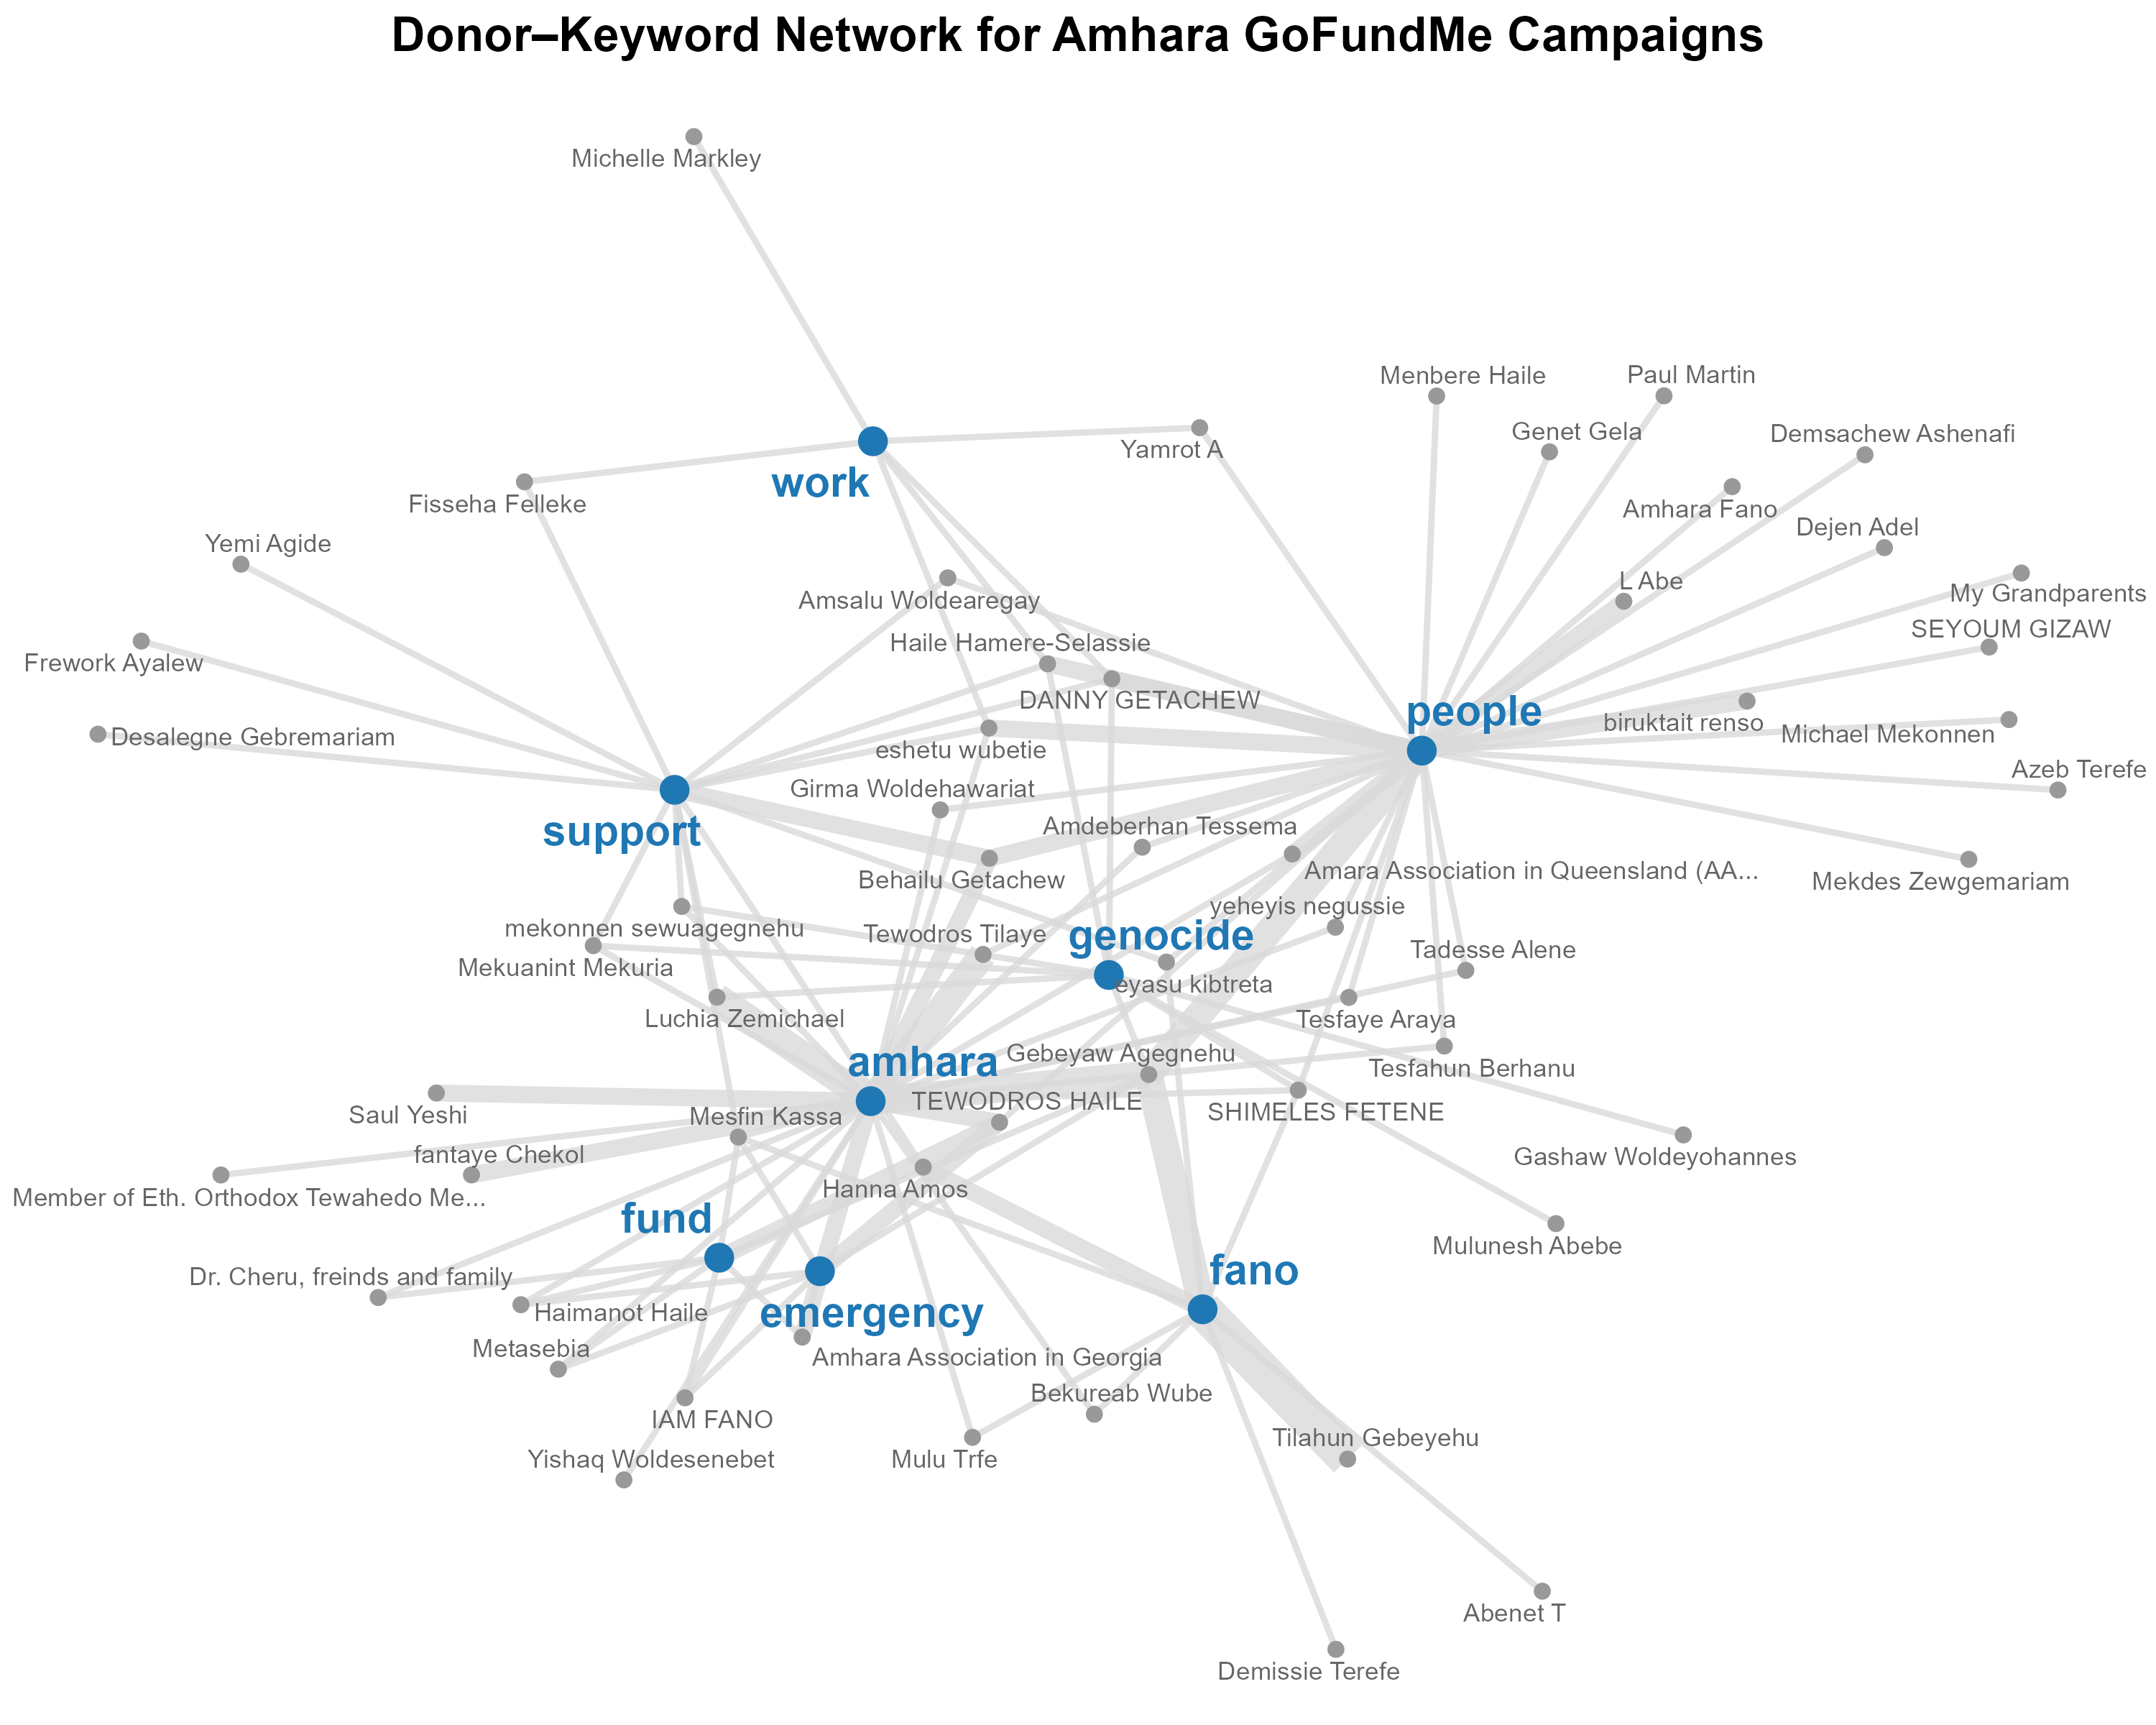 Donor–Keyword Network for Amhara GoFundMe Campaigns
Michelle Markley
Menbere Haile
Paul Martin
Genet Gela
Demsachew Ashenafi
Yamrot A
work
Fisseha Felleke
Amhara Fano
Dejen Adel
Yemi Agide
L Abe
My Grandparents
Amsalu Woldearegay
SEYOUM GIZAW
Haile Hamere-Selassie
Frework Ayalew
DANNY GETACHEW
people
biruktait renso
Michael Mekonnen
Desalegne Gebremariam
eshetu wubetie
Azeb Terefe
Girma Woldehawariat
support
Amdeberhan Tessema
Amara Association in Queensland (AA...
Behailu Getachew
Mekdes Zewgemariam
yeheyis negussie
mekonnen sewuagegnehu
Tewodros Tilaye
genocide
Tadesse Alene
Mekuanint Mekuria
eyasu kibtreta
Luchia Zemichael
Tesfaye Araya
amhara
Gebeyaw Agegnehu
Tesfahun Berhanu
TEWODROS HAILE
Saul Yeshi
Mesfin Kassa
SHIMELES FETENE
fantaye Chekol
Gashaw Woldeyohannes
Member of Eth. Orthodox Tewahedo Me...
Hanna Amos
fund
Mulunesh Abebe
fano
Dr. Cheru, freinds and family
Haimanot Haile
emergency
Metasebia
Amhara Association in Georgia
Bekureab Wube
IAM FANO
Tilahun Gebeyehu
Yishaq Woldesenebet
Mulu Trfe
Abenet T
Demissie Terefe